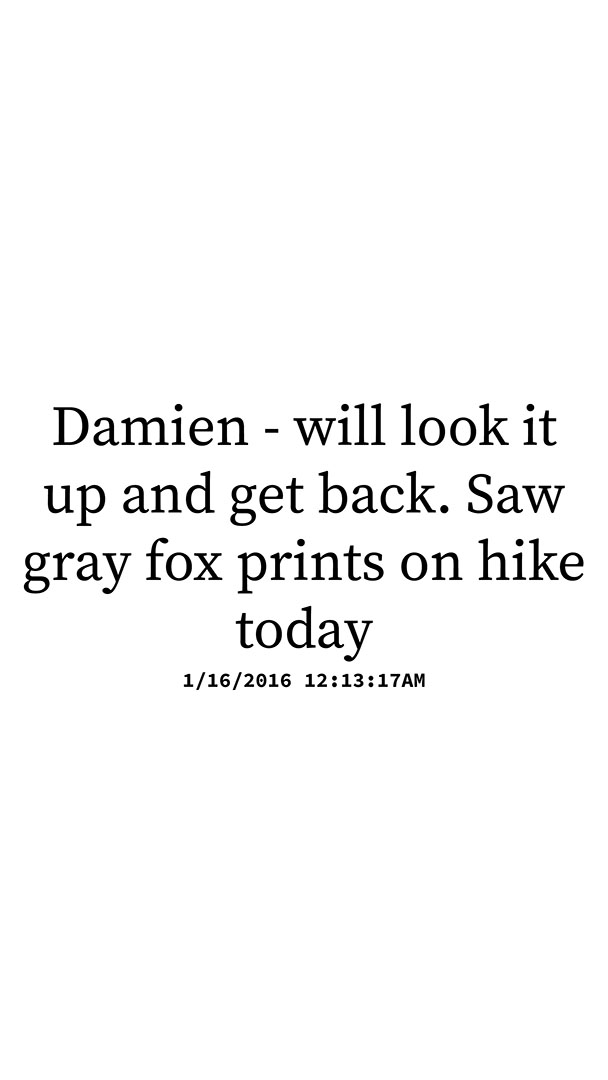 Damien - will look it
up and get back. Saw
gray fox prints on hike
today
1/16/2016 12:13:17AM